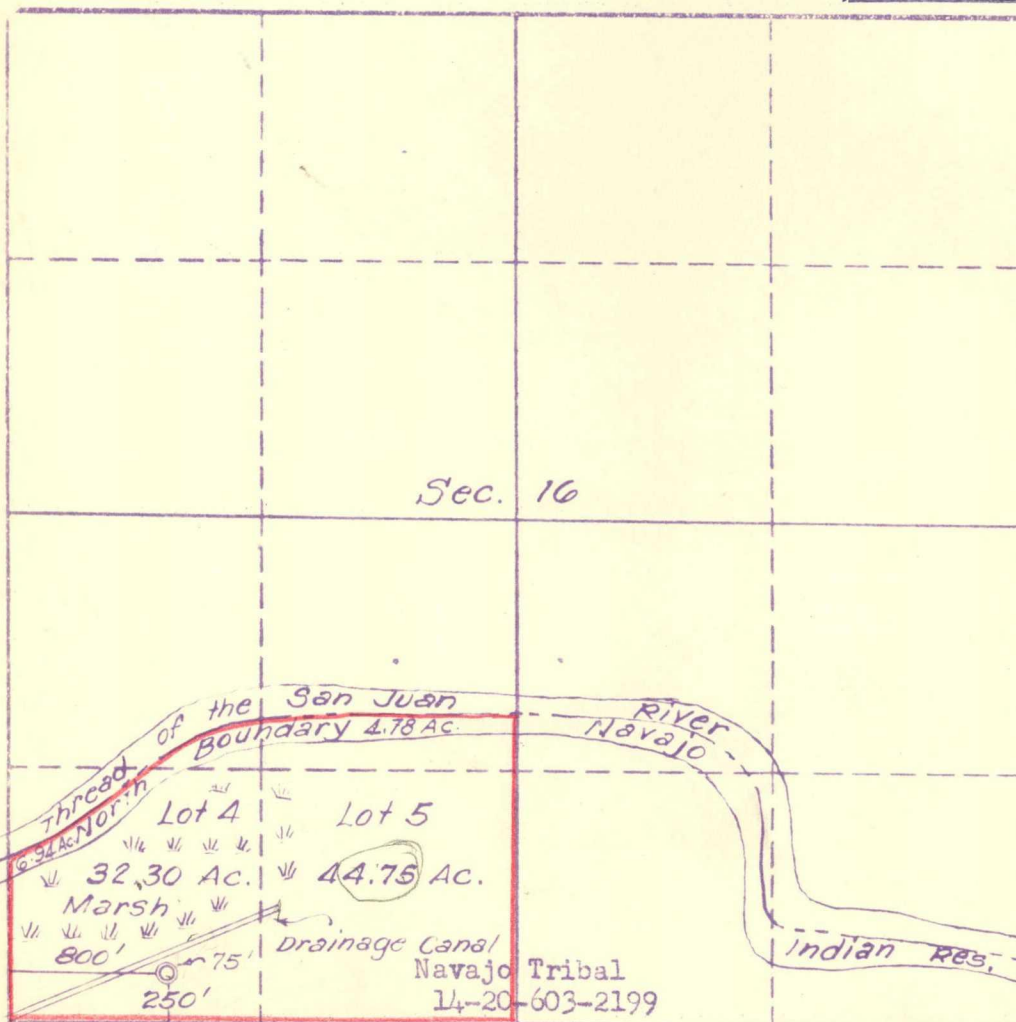 Sec. 16
Thread of the San Juan River
North Boundary 4.78 Ac. Navajo Indian Res.
6.94 Ac.
Lot 4
Lot 5
32.30 Ac.
44.75 Ac.
Marsh
Drainage Canal
800'
75'
250'
Navajo Tribal
14-20-603-2199